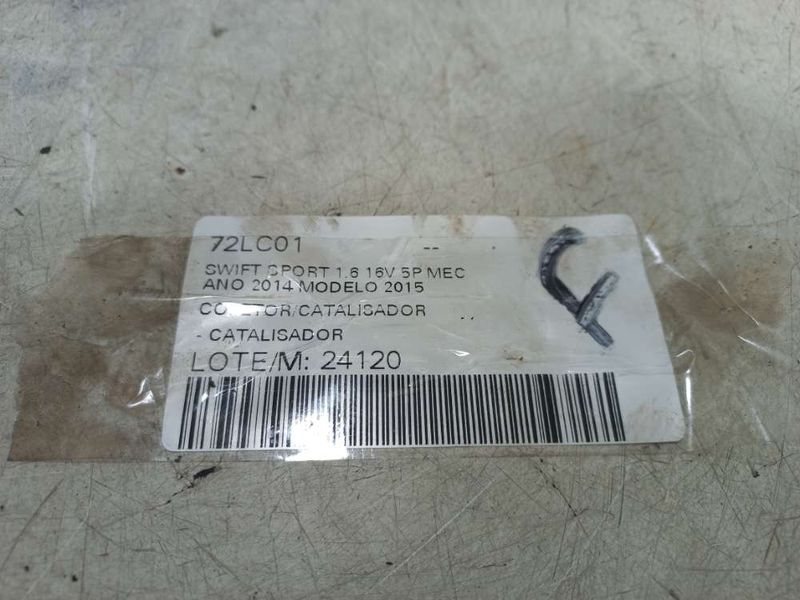 72LC01 --
SWIFT SPORT 1.6 16V 5P MEC
ANO 2014 MODELO 2015
COLETOR/CATALISADOR
- CATALISADOR
LOTE/M: 24120